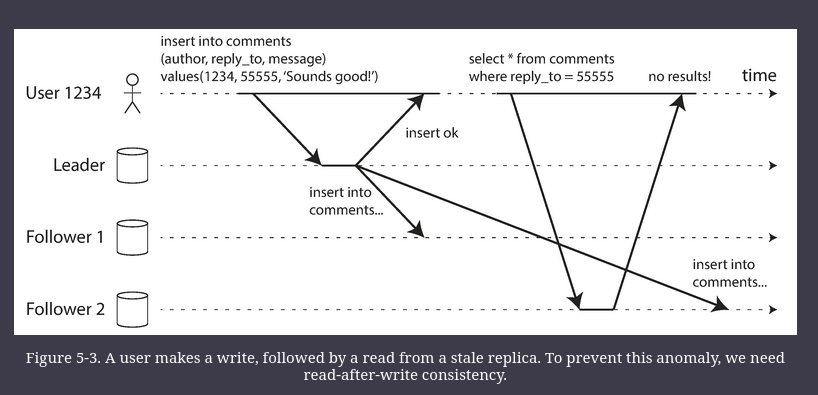 insert into comments
(author, reply_to, message)
values(1234, 55555, ‘Sounds good!’)
select * from comments
where reply_to = 55555
no results!
time
User 1234
insert ok
Leader
insert into
comments...
Follower 1
insert into
comments...
Follower 2
Figure 5-3. A user makes a write, followed by a read from a stale replica. To prevent this anomaly, we need
read-after-write consistency.